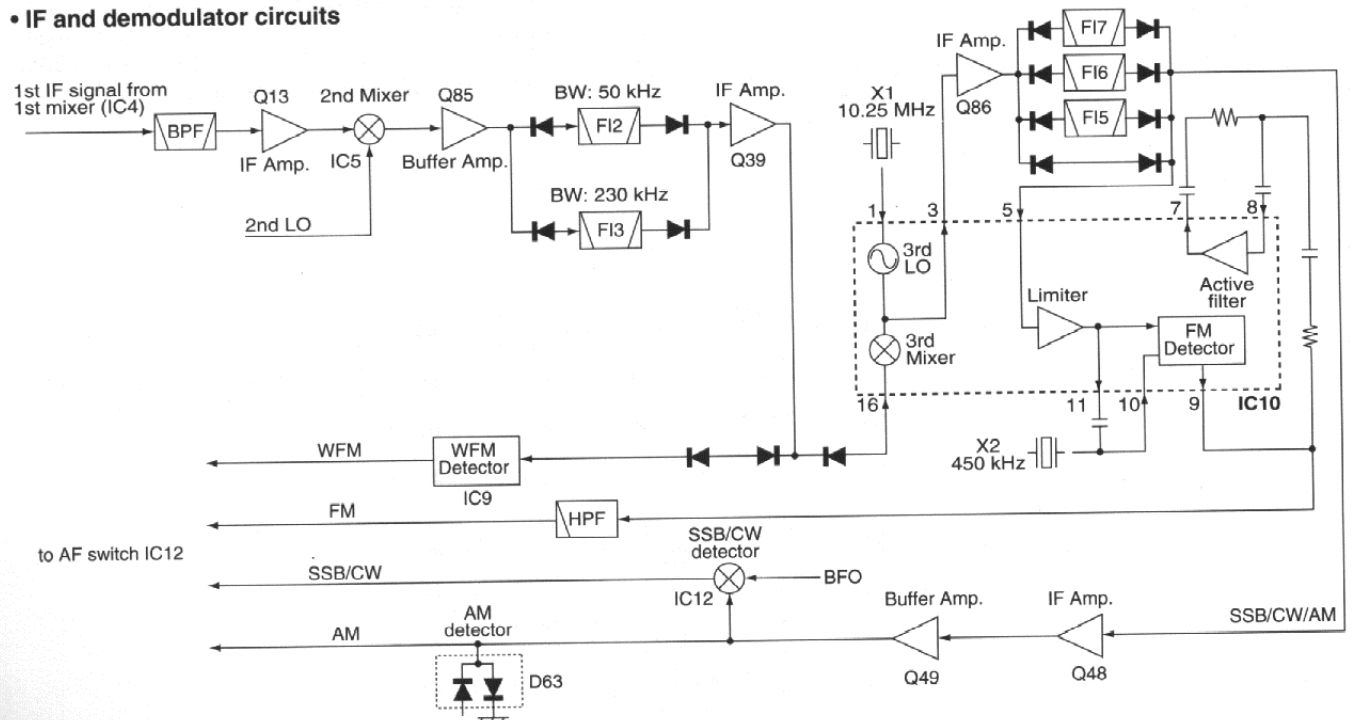 • IF and demodulator circuits
1st IF signal from
1st mixer (IC4)
BPF
Q13
IF Amp.
2nd Mixer
IC5
2nd LO
Q85
Buffer Amp.
BW: 50 kHz
FI2
BW: 230 kHz
FI3
IF Amp.
Q39
X1
10.25 MHz
IF Amp.
Q86
FI7
FI6
FI5
1
3
5
7
8
3rd
LO
3rd
Mixer
Limiter
Active
filter
FM
Detector
16
11
10
9
IC10
X2
450 kHz
WFM
WFM
Detector
IC9
FM
HPF
to AF switch IC12
SSB/CW
SSB/CW
detector
IC12
BFO
AM
AM
detector
D63
Buffer Amp.
Q49
IF Amp.
Q48
SSB/CW/AM